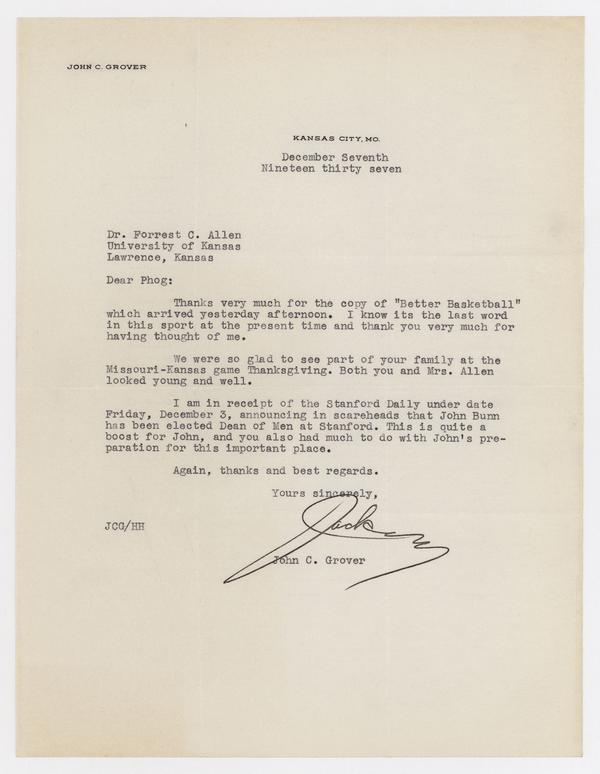 JOHN C. GROVER
KANSAS CITY, MO.
December Seventh
Nineteen thirty seven
Dr. Forrest C. Allen
University of Kansas
Lawrence, Kansas
Dear Phog:
Thanks very much for the copy of "Better Basketball"
which arrived yesterday afternoon. I know its the last word
in this sport at the present time and thank you very much for
having thought of me.
We were so glad to see part of your family at the
Missouri-Kansas game Thanksgiving. Both you and Mrs. Allen
looked young and well.
I am in receipt of the Stanford Daily under date
Friday, December 3, announcing in scareheads that John Bunn
has been elected Dean of Men at Stanford. This is quite a
boost for John, and you also had much to do with John's pre-
paration for this important place.
Again, thanks and best regards.
Yours sincerely,
Jack
JCG/HH
John C. Grover